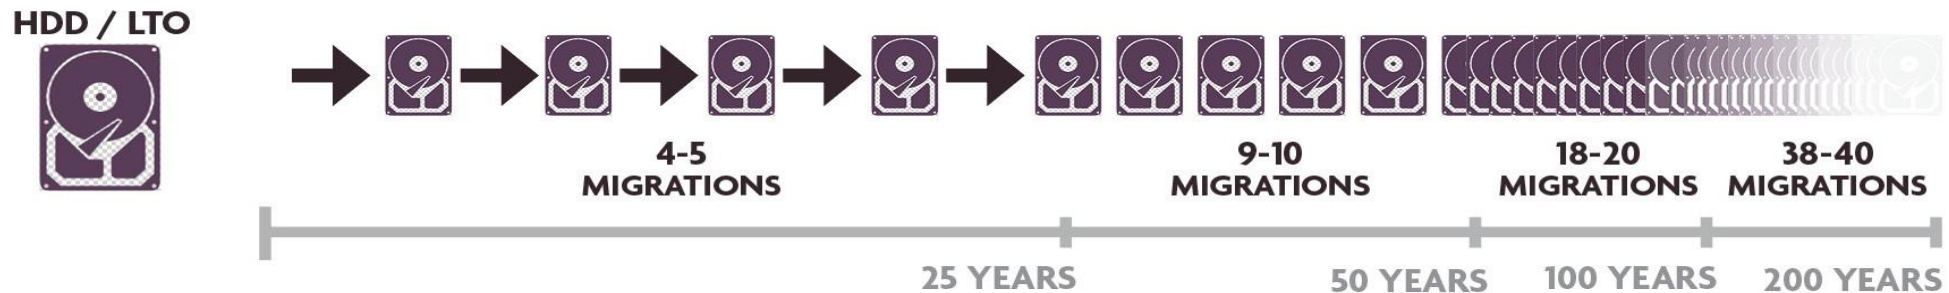 HDD / LTO
4-5
MIGRATIONS
9-10
MIGRATIONS
18-20
MIGRATIONS
38-40
MIGRATIONS
25 YEARS
50 YEARS
100 YEARS
200 YEARS